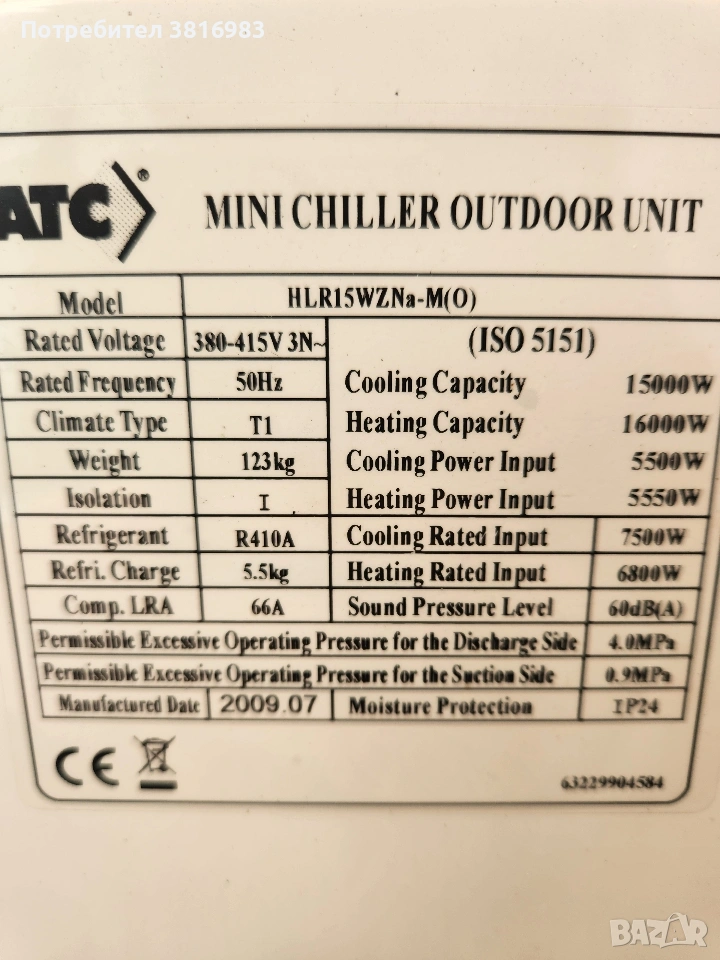 Потребител 3816983
ATC®
MINI CHILLER OUTDOOR UNIT
Model HLR15WZNa-M(O)
Rated Voltage 380-415V 3N~ (ISO 5151)
Rated Frequency 50Hz Cooling Capacity 15000W
Climate Type T1 Heating Capacity 16000W
Weight 123kg Cooling Power Input 5500W
Isolation I Heating Power Input 5550W
Refrigerant R410A Cooling Rated Input 7500W
Refri. Charge 5.5kg Heating Rated Input 6800W
Comp. LRA 66A Sound Pressure Level 60dB(A)
Permissible Excessive Operating Pressure for the Discharge Side 4.0MPa
Permissible Excessive Operating Pressure for the Suction Side 0.9MPa
Manufactured Date 2009.07 Moisture Protection IP24
CE
63229904584
BAZAR